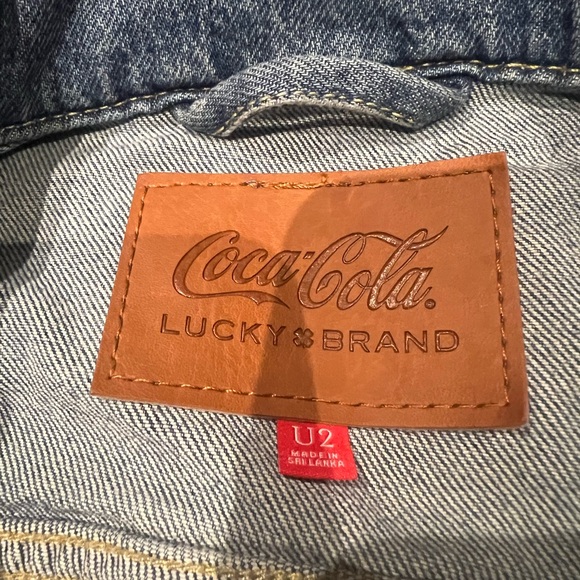 Coca-Cola
LUCKY BRAND
U2
MADE IN
SRI LANKA